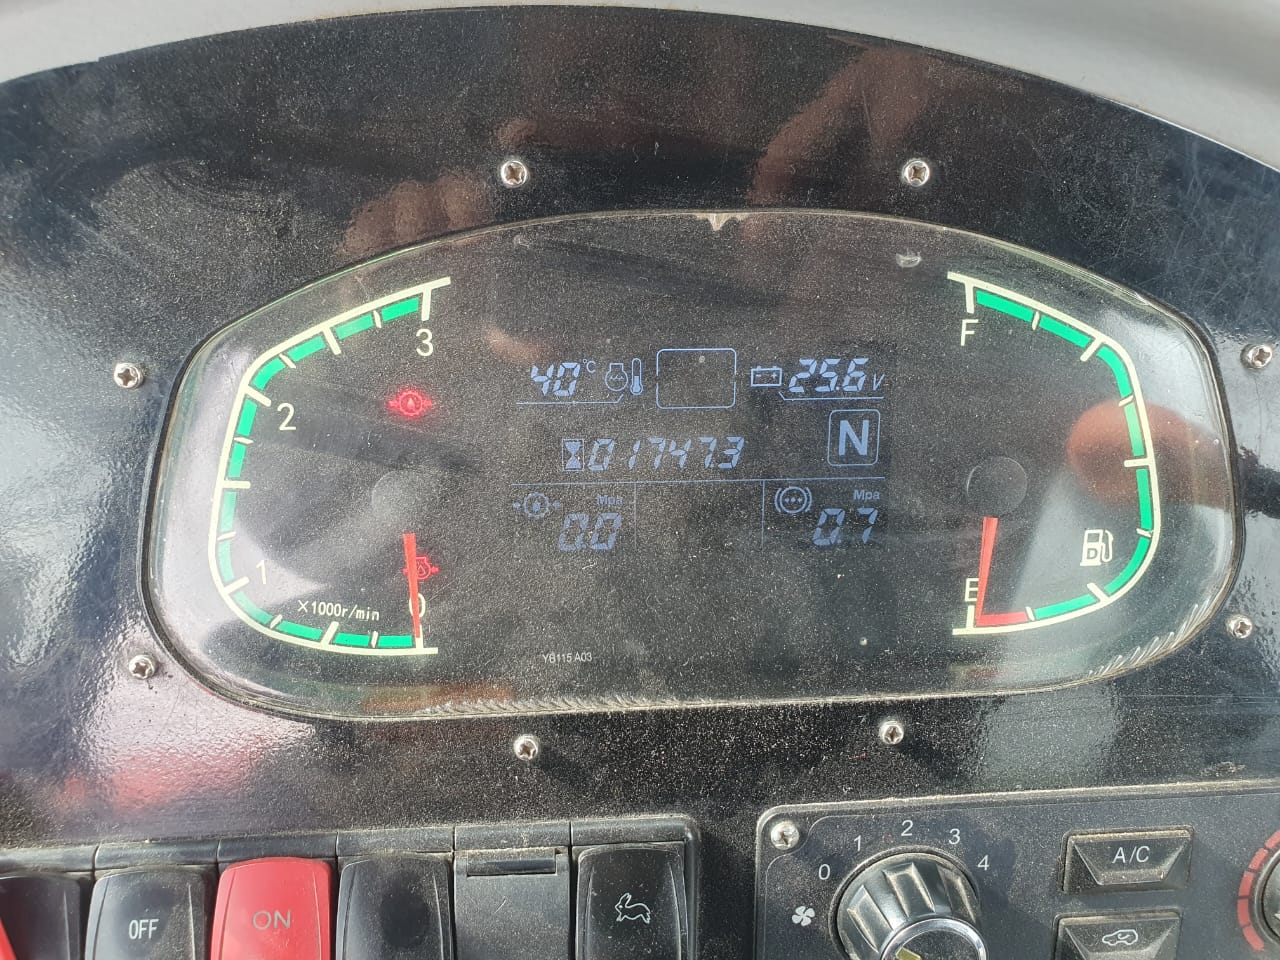 3
F
40 °C
25.6 V
2
017473
N
Mpa
Mpa
0.0
0.7
1
D
×1000r/min
0
E
YB115 A03
OFF
ON
0 1 2 3 4
A/C